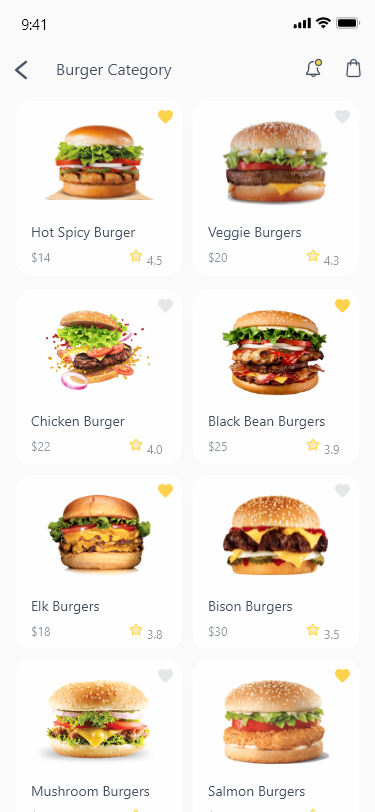 9:41
Burger Category
Hot Spicy Burger
$14 4.5
Veggie Burgers
$20 4.3
Chicken Burger
$22 4.0
Black Bean Burgers
$25 3.9
Elk Burgers
$18 3.8
Bison Burgers
$30 3.5
Mushroom Burgers
Salmon Burgers